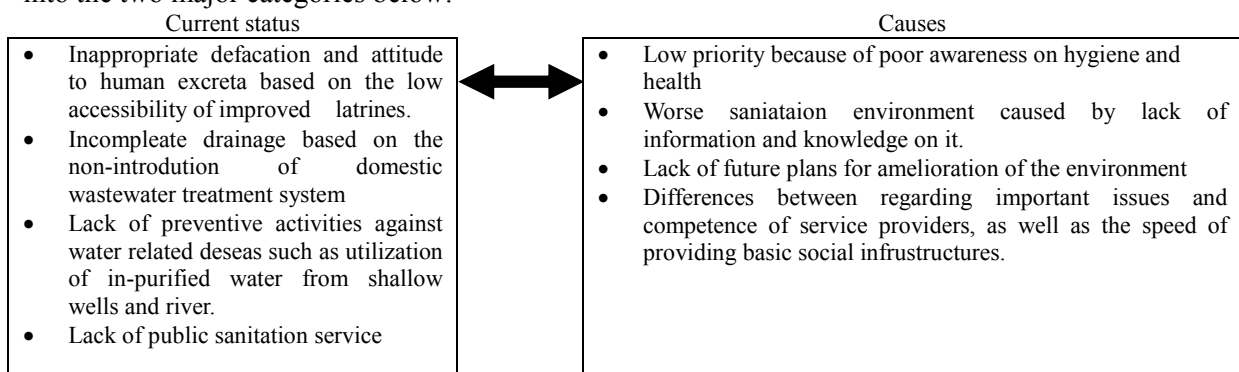 into the two major categories below:
Current status
• Inappropriate defacation and attitude
to human excreta based on the low
accessibility of improved latrines.
• Incompleate drainage based on the
non-introdution of domestic
wastewater treatment system
• Lack of preventive activities against
water related deseas such as utilization
of in-purified water from shallow
wells and river.
• Lack of public sanitation service
Causes
• Low priority because of poor awareness on hygiene and
health
• Worse saniataion environment caused by lack of
information and knowledge on it.
• Lack of future plans for amelioration of the environment
• Differences between regarding important issues and
competence of service providers, as well as the speed of
providing basic social infrustructures.